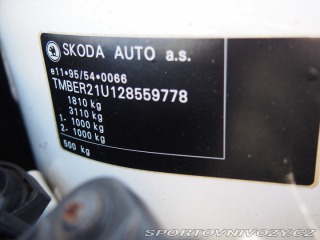 SKODA AUTO a.s.
e11*95/54*0066
TMBER21U128559778
1810 kg
3110 kg
1- 1000 kg
2- 1000 kg
500 kg
SPORTOVNIVOZY.CZ